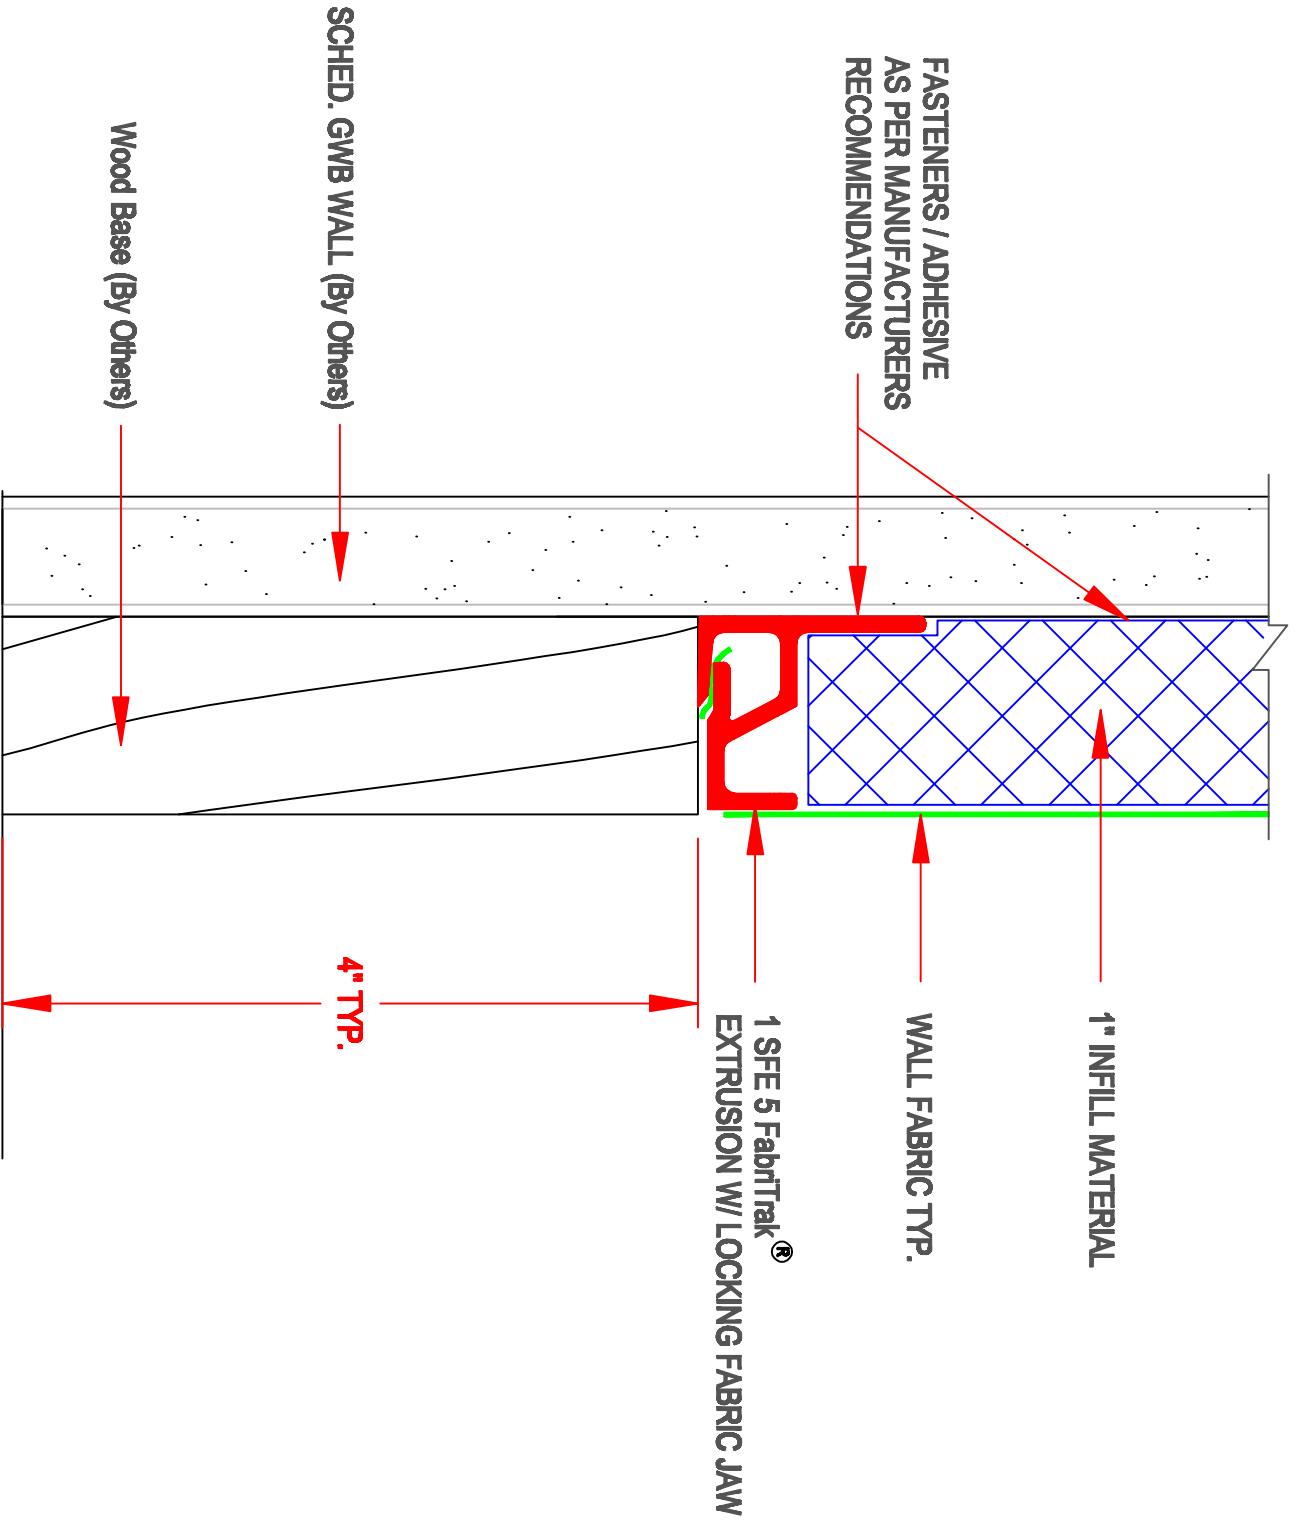 FASTENERS / ADHESIVE
AS PER MANUFACTURERS
RECOMMENDATIONS
SCHED. GWB WALL (By Others)
Wood Base (By Others)
1" INFILL MATERIAL
WALL FABRIC TYP.
1 SFE 5 FabriTrak®
EXTRUSION W/ LOCKING FABRIC JAW
4" TYP.